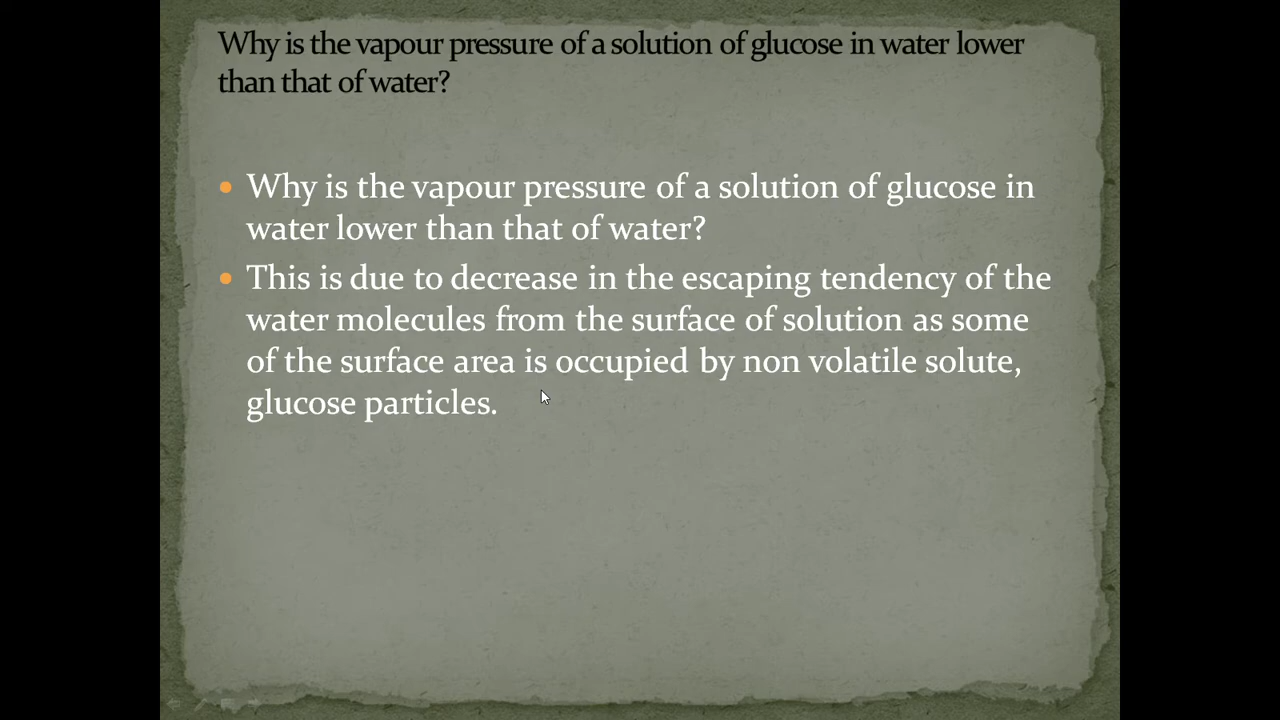 Why is the vapour pressure of a solution of glucose in water lower
than that of water?
Why is the vapour pressure of a solution of glucose in
water lower than that of water?
This is due to decrease in the escaping tendency of the
water molecules from the surface of solution as some
of the surface area is occupied by non volatile solute,
glucose particles.